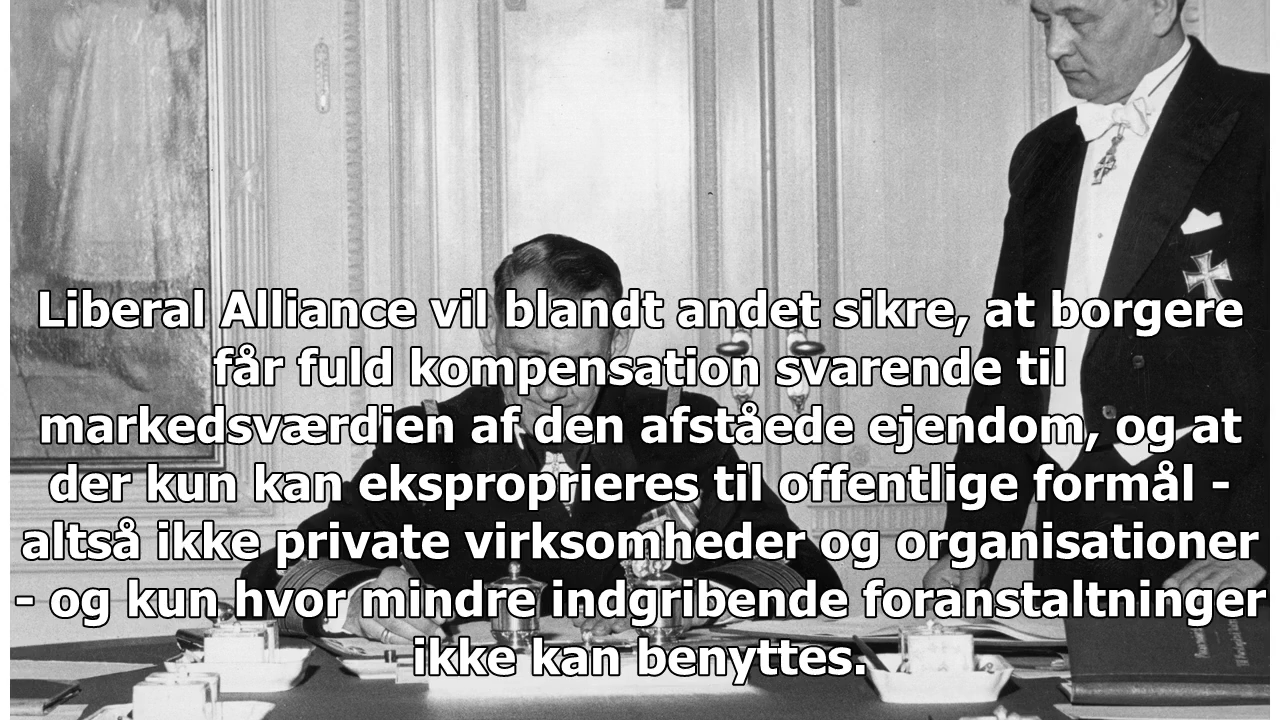 Liberal Alliance vil blandt andet sikre, at borgere
får fuld kompensation svarende til
markedsværdien af den afståede ejendom, og at
der kun kan eksproprieres til offentlige formål -
altså ikke private virksomheder og organisationer
- og kun hvor mindre indgribende foranstaltninger
ikke kan benyttes.